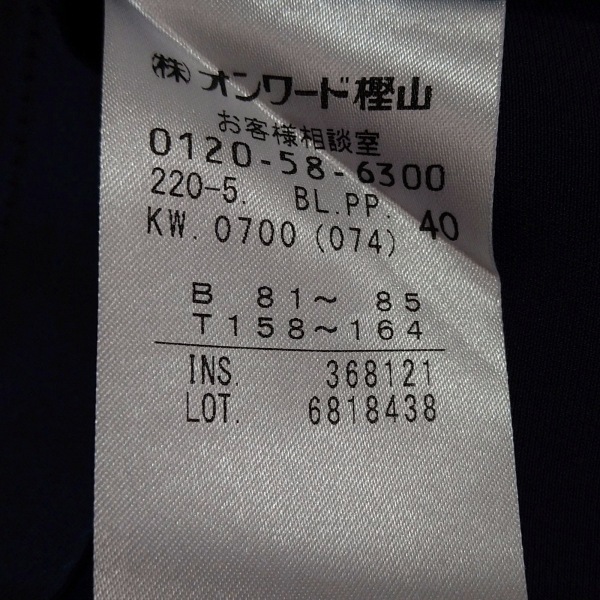 (株)オンワード樫山
お客様相談室
0120-58-6300
220-5. BL.PP. 40
KW. 0700 (074)
B 81〜 85
T158〜164
INS. 368121
LOT. 6818438